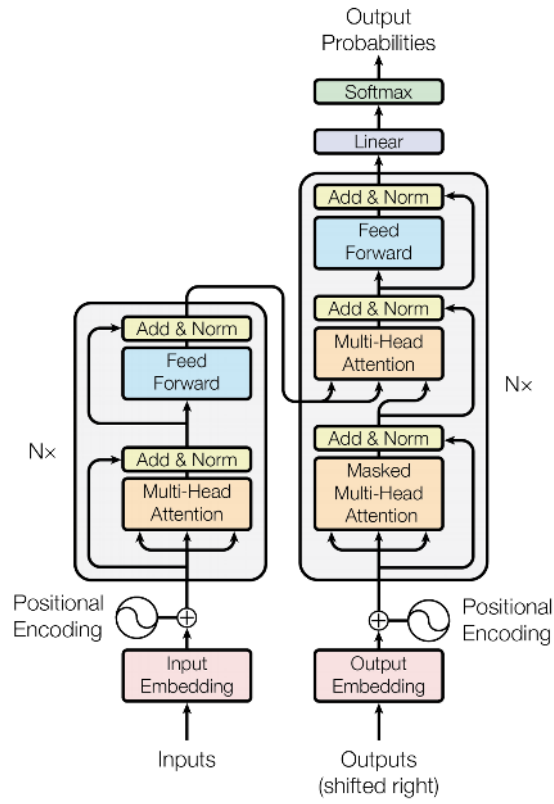 Output
Probabilities
Softmax
Linear
Add & Norm
Feed
Forward
Add & Norm
Multi-Head
Attention
Add & Norm
Masked
Multi-Head
Attention
N×
Positional
Encoding
Output
Embedding
Outputs
(shifted right)
Add & Norm
Feed
Forward
Add & Norm
Multi-Head
Attention
N×
Positional
Encoding
Input
Embedding
Inputs